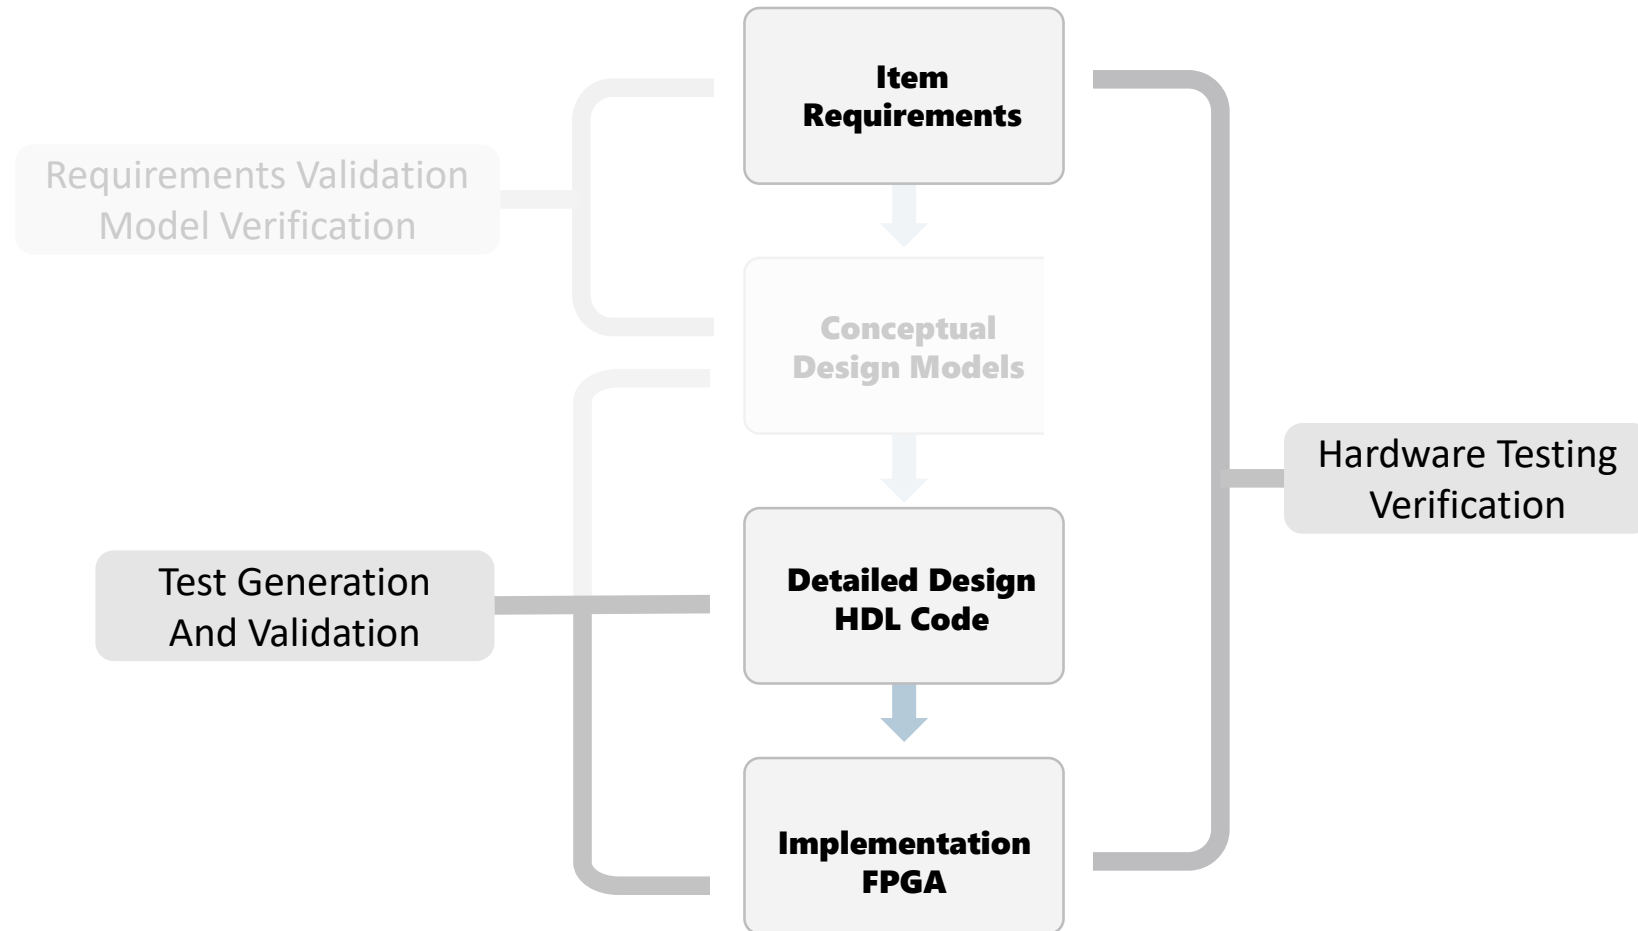 Item
Requirements
Requirements Validation
Model Verification
Conceptual
Design Models
Hardware Testing
Verification
Detailed Design
HDL Code
Test Generation
And Validation
Implementation
FPGA